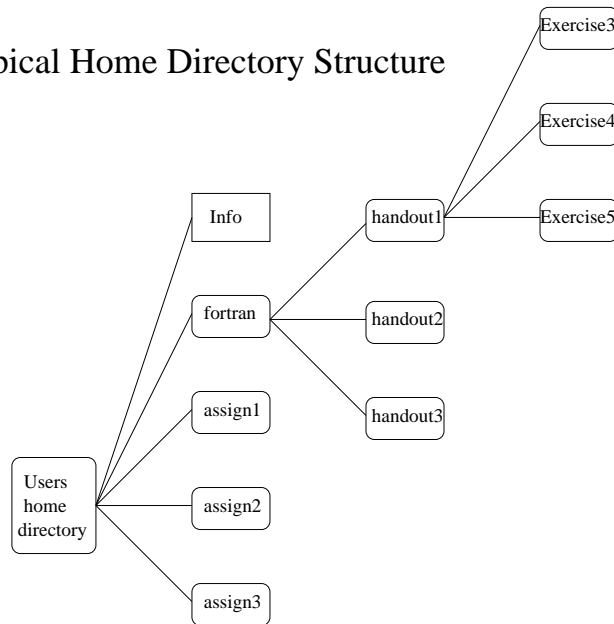 pical Home Directory Structure
Exercise3
Exercise4
Exercise5
Info
handout1
fortran
handout2
assign1
handout3
Users
home
directory
assign2
assign3